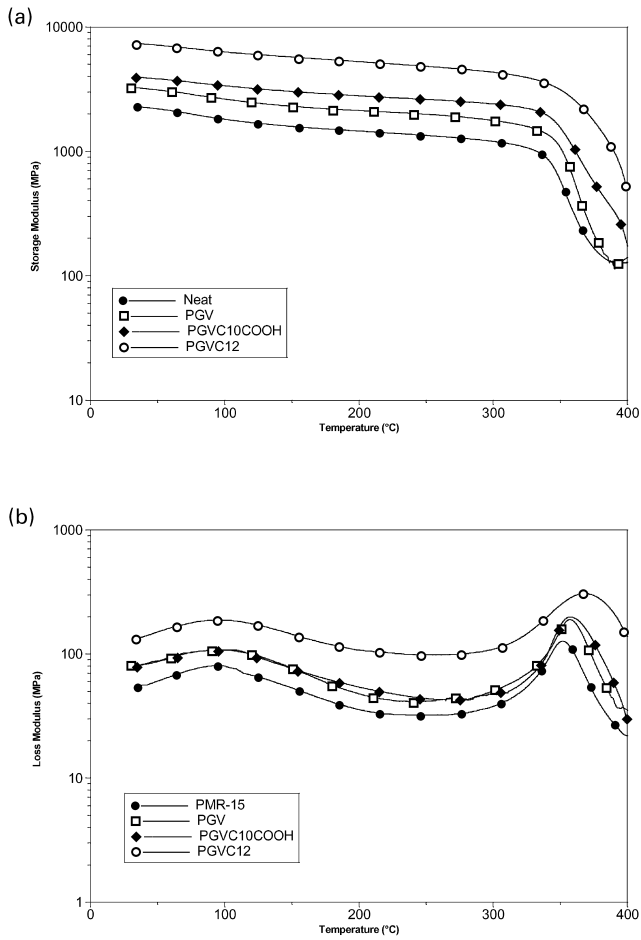 (a)
10000
1000
100
10
Storage Modulus (MPa)
Neat
PGV
PGVC10COOH
PGVC12
0 100 200 300 400
Temperature (°C)
(b)
1000
100
10
1
Loss Modulus (MPa)
PMR-15
PGV
PGVC10COOH
PGVC12
0 100 200 300 400
Temperature (°C)